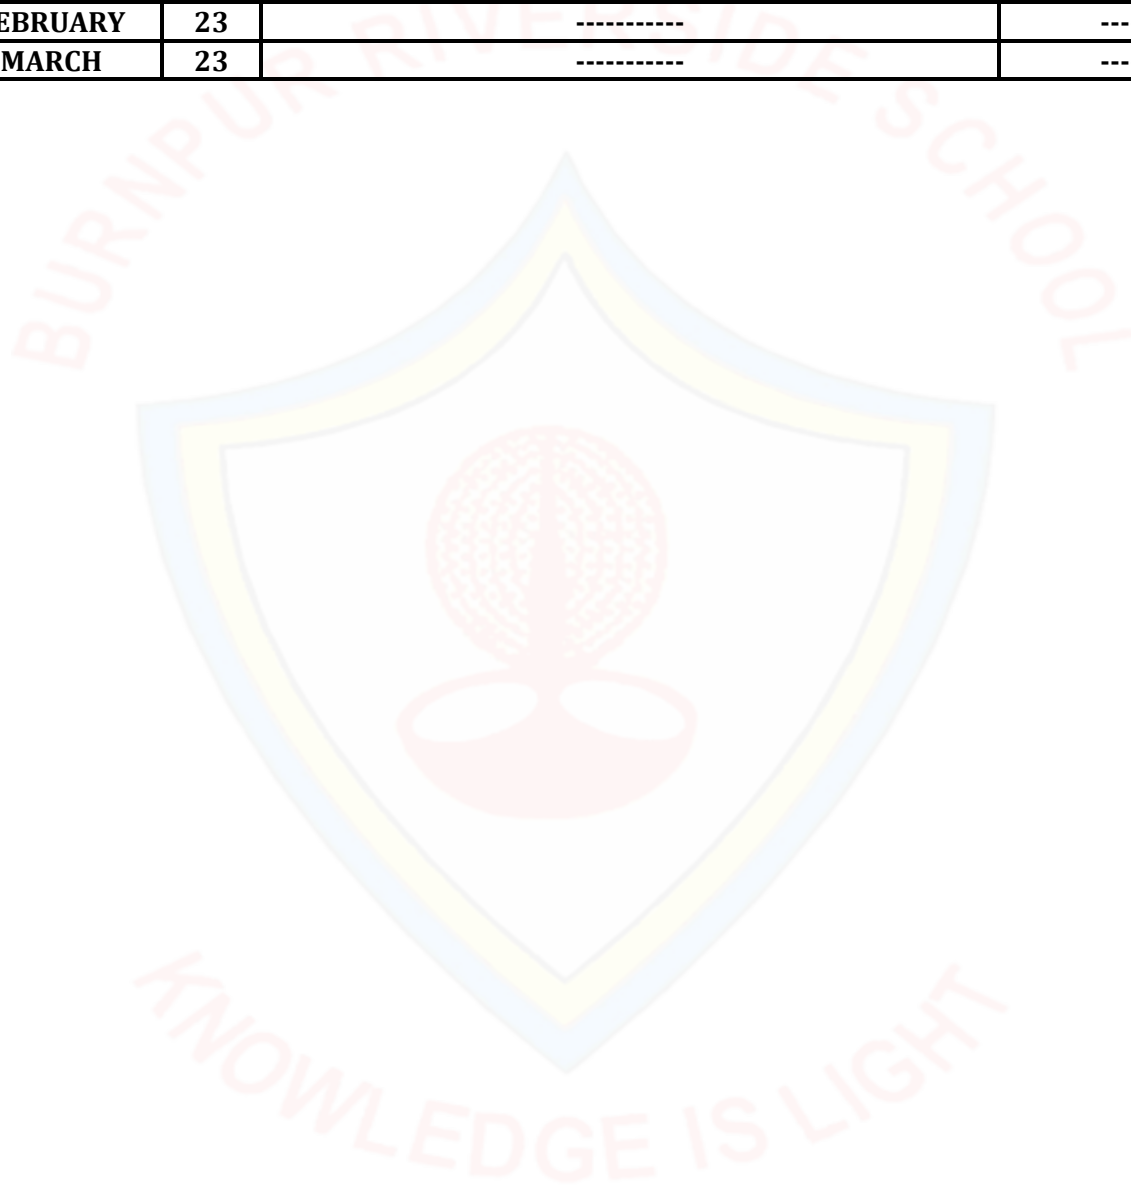 EBRUARY 23 ----------- ---
MARCH 23 ----------- ---
BURNPUR RIVERSIDE SCHOOL
KNOWLEDGE IS LIGHT